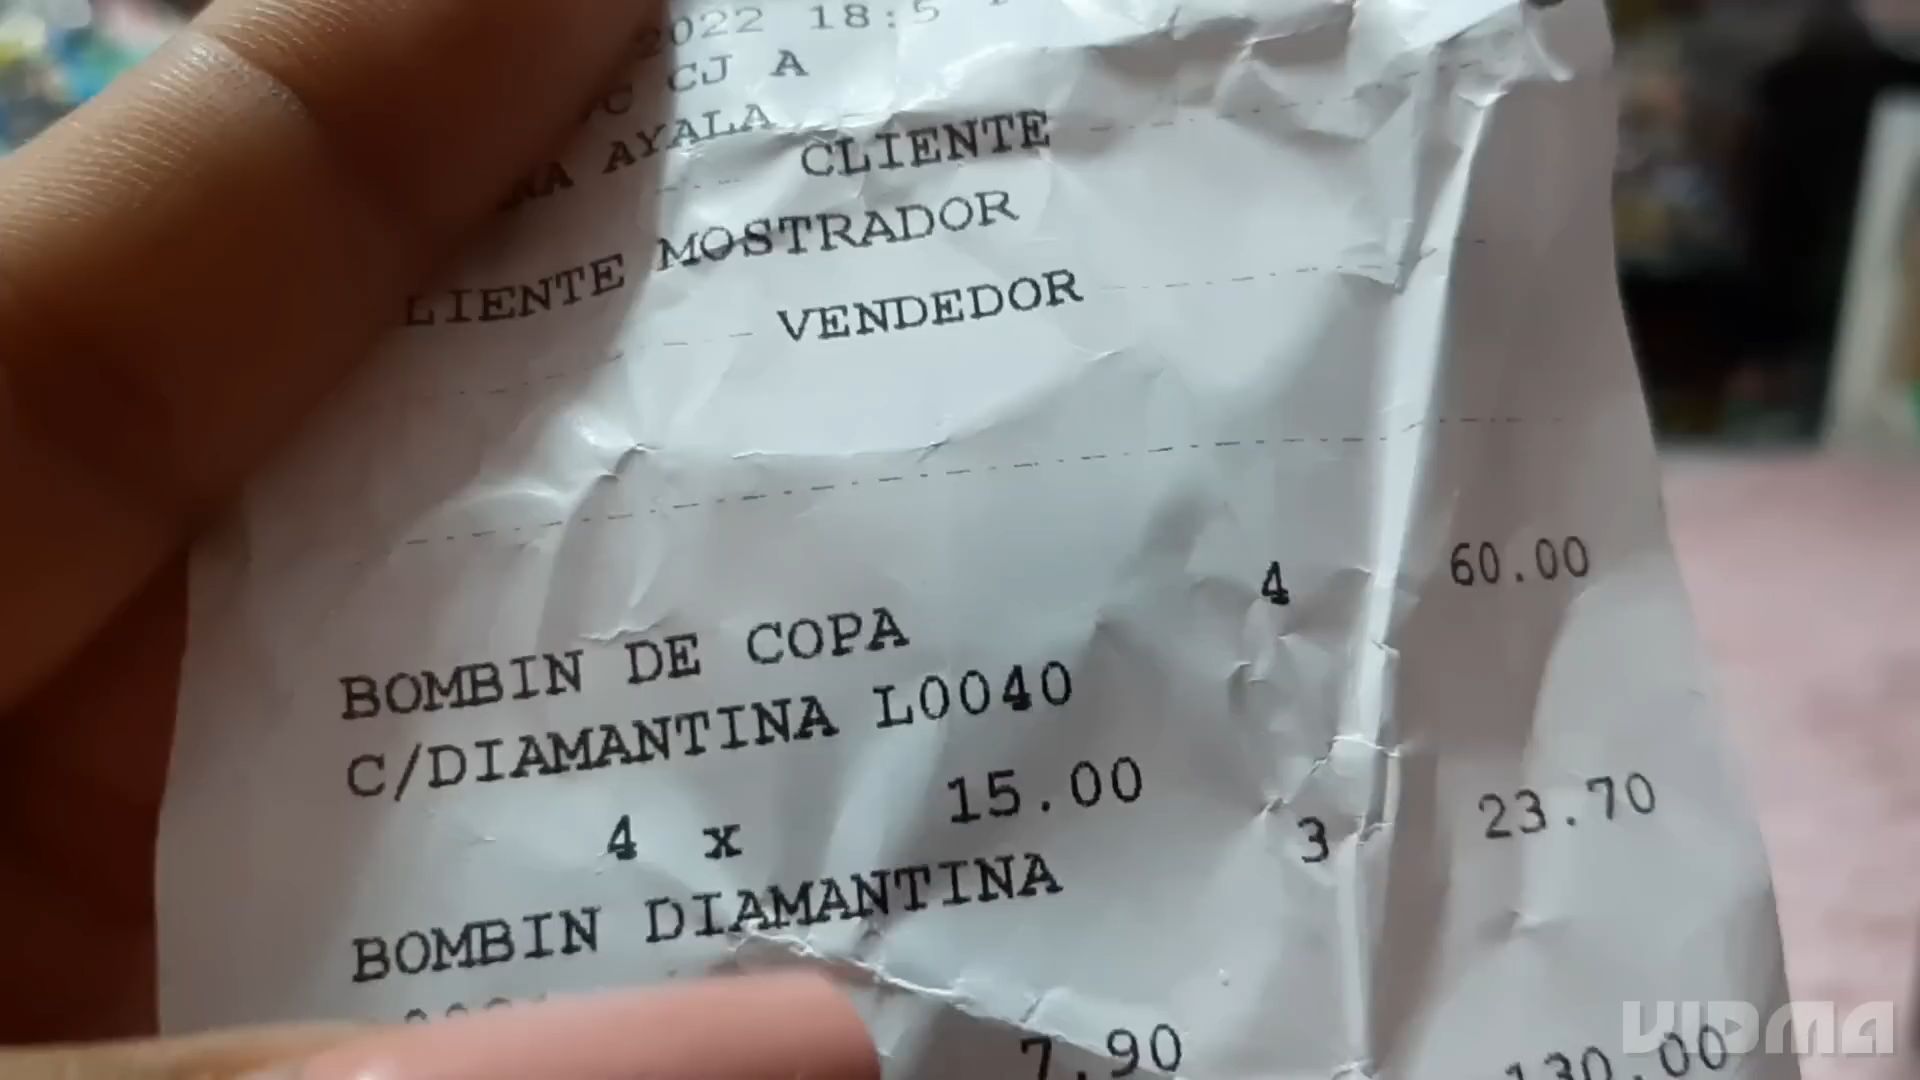 2022 18:5
C CJ A
MA AYALA
CLIENTE
LIENTE MOSTRADOR
VENDEDOR
BOMBIN DE COPA 4 60.00
C/DIAMANTINA L0040
4 x 15.00
BOMBIN DIAMANTINA 3 23.70
7.90
130.00
VIDMA